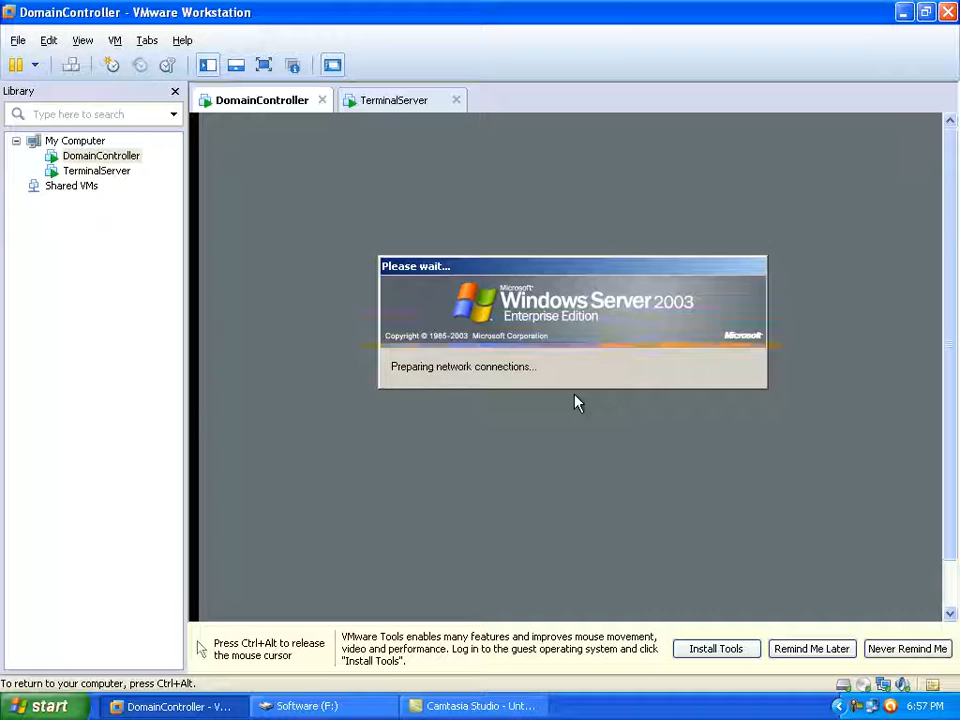 DomainController - VMware Workstation
File Edit View VM Tabs Help
Library
DomainController
TerminalServer
Type here to search
My Computer
DomainController
TerminalServer
Shared VMs
Please wait...
Microsoft
Windows Server 2003
Enterprise Edition
Copyright © 1985-2003 Microsoft Corporation
Microsoft
Preparing network connections...
Press Ctrl+Alt to release
the mouse cursor
VMware Tools enables many features and improves mouse movement,
video and performance. Log in to the guest operating system and click
"Install Tools".
Install Tools
Remind Me Later
Never Remind Me
To return to your computer, press Ctrl+Alt.
start
DomainController - V...
Software (F:)
Camtasia Studio - Unt...
6:57 PM